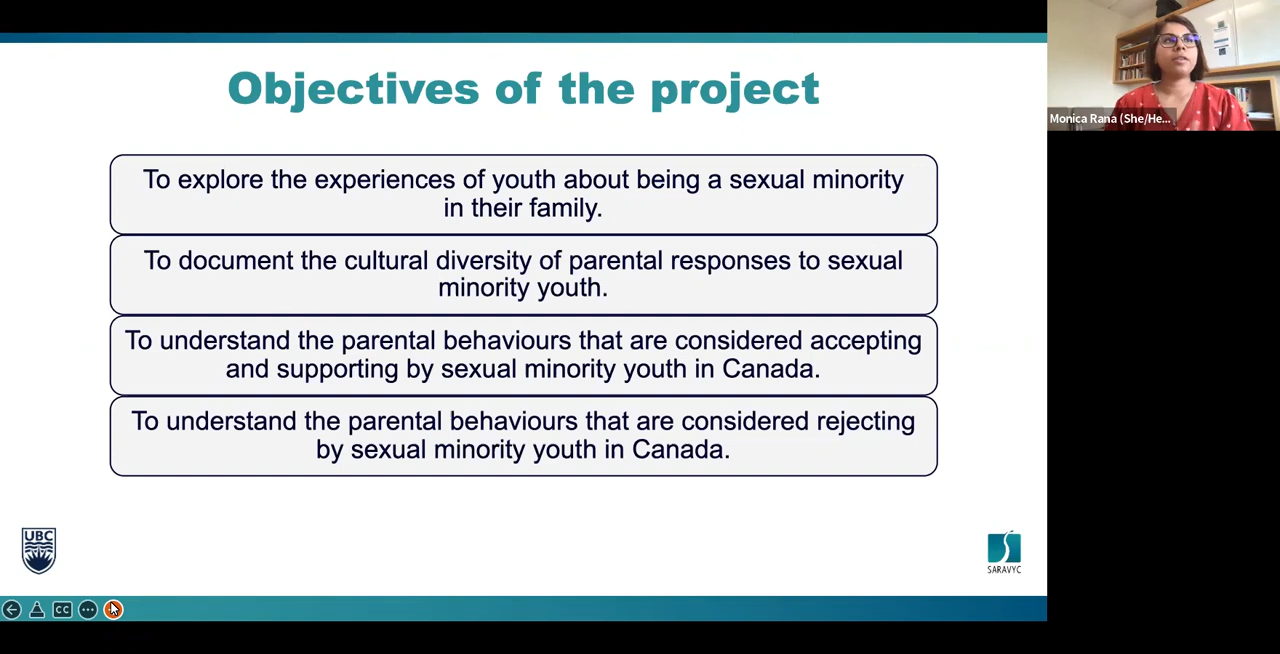 Objectives of the project
To explore the experiences of youth about being a sexual minority
in their family.
To document the cultural diversity of parental responses to sexual
minority youth.
To understand the parental behaviours that are considered accepting
and supporting by sexual minority youth in Canada.
To understand the parental behaviours that are considered rejecting
by sexual minority youth in Canada.
Monica Rana (She/He...
UBC
SARAVYC
CC